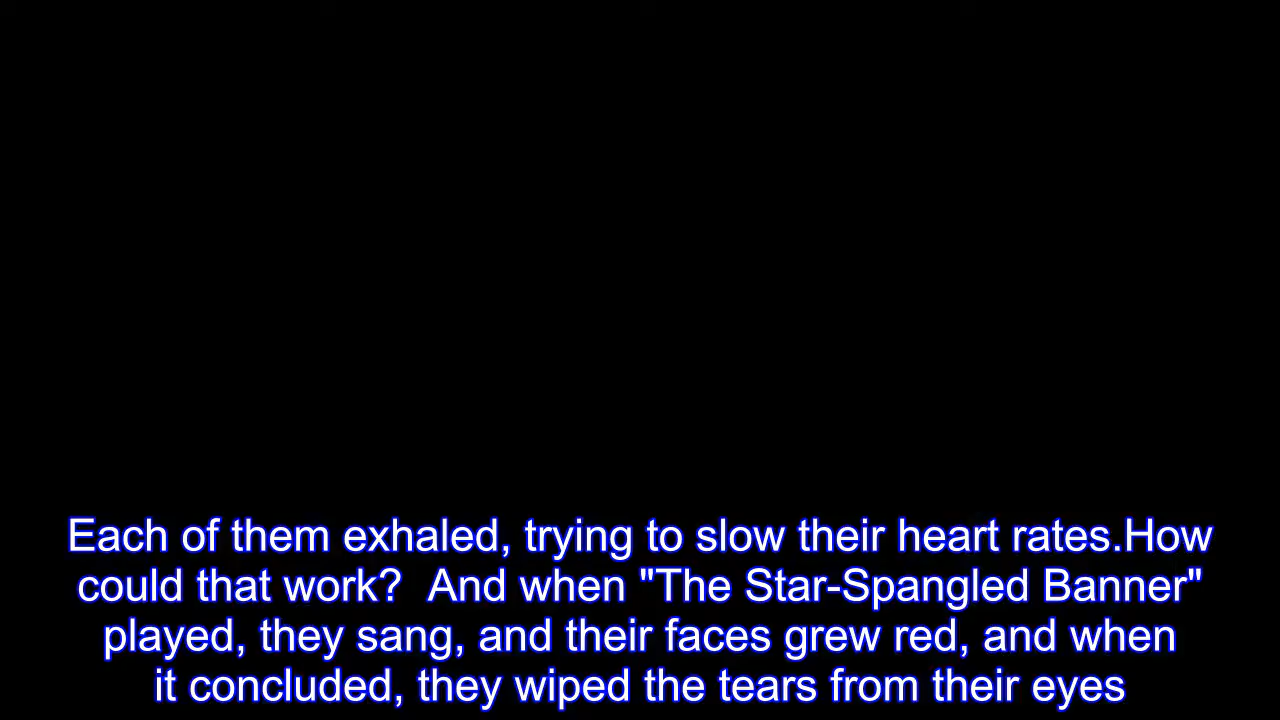 Each of them exhaled, trying to slow their heart rates.How
could that work?  And when "The Star-Spangled Banner"
played, they sang, and their faces grew red, and when
it concluded, they wiped the tears from their eyes